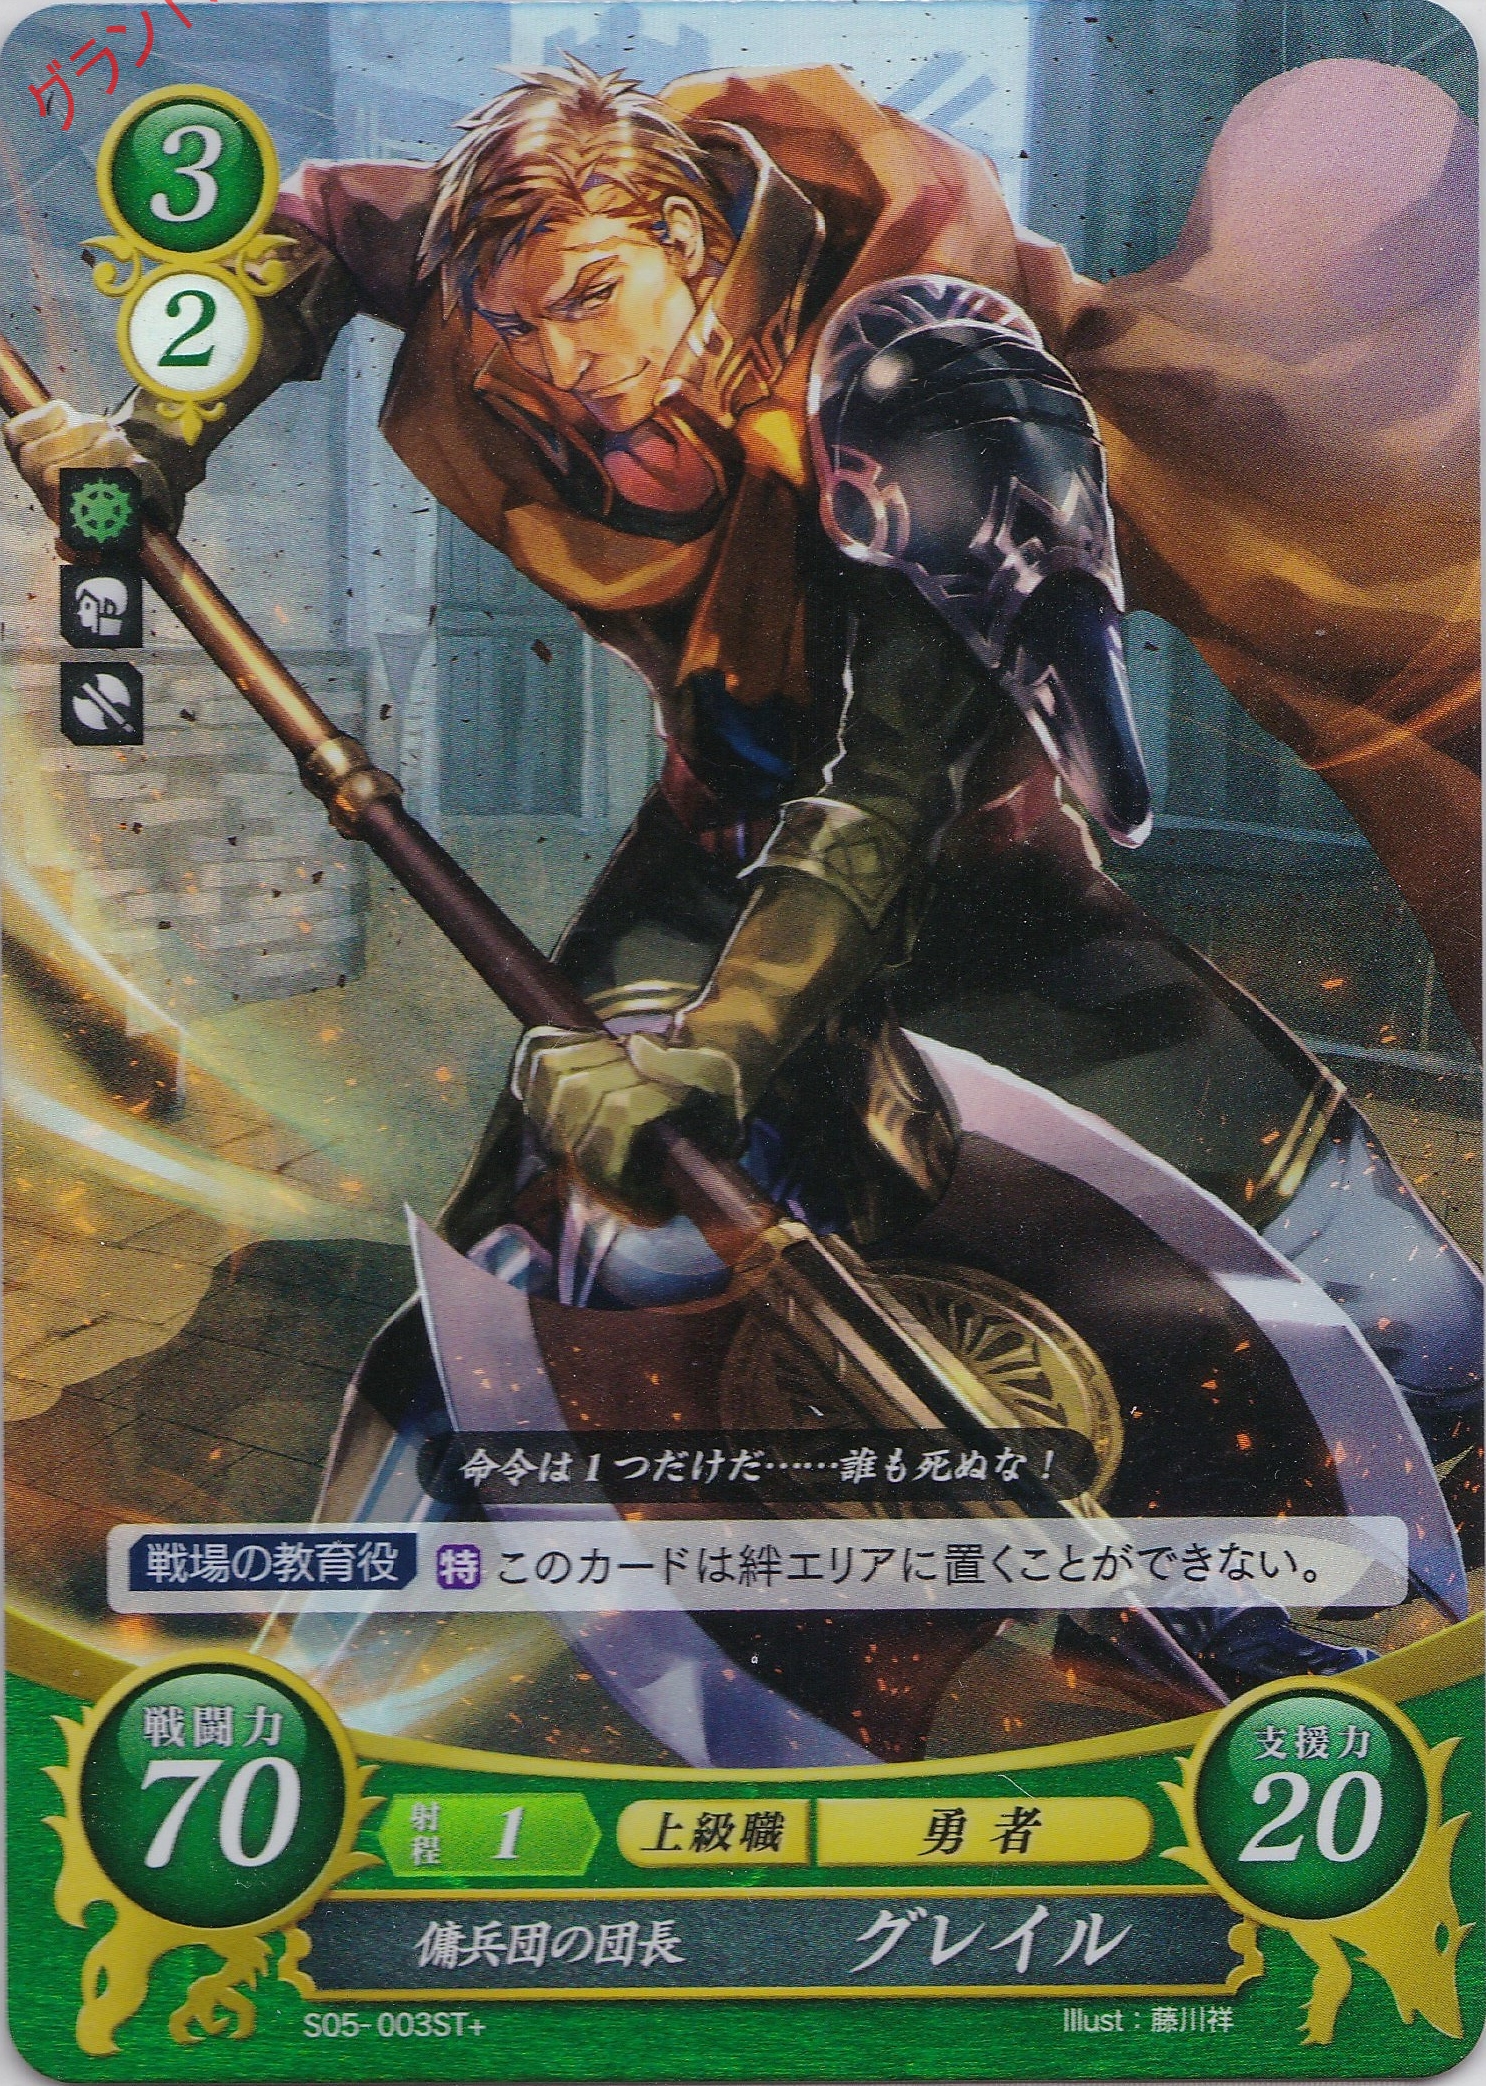 グラン
3
2
命令は1つだけだ……誰も死ぬな！
戦場の教育役 特 このカードは絆エリアに置くことができない。
戦闘力
70
射程 1
上級職 勇者
支援力
20
傭兵団の団長 グレイル
S05-003ST+ Illust：藤川祥